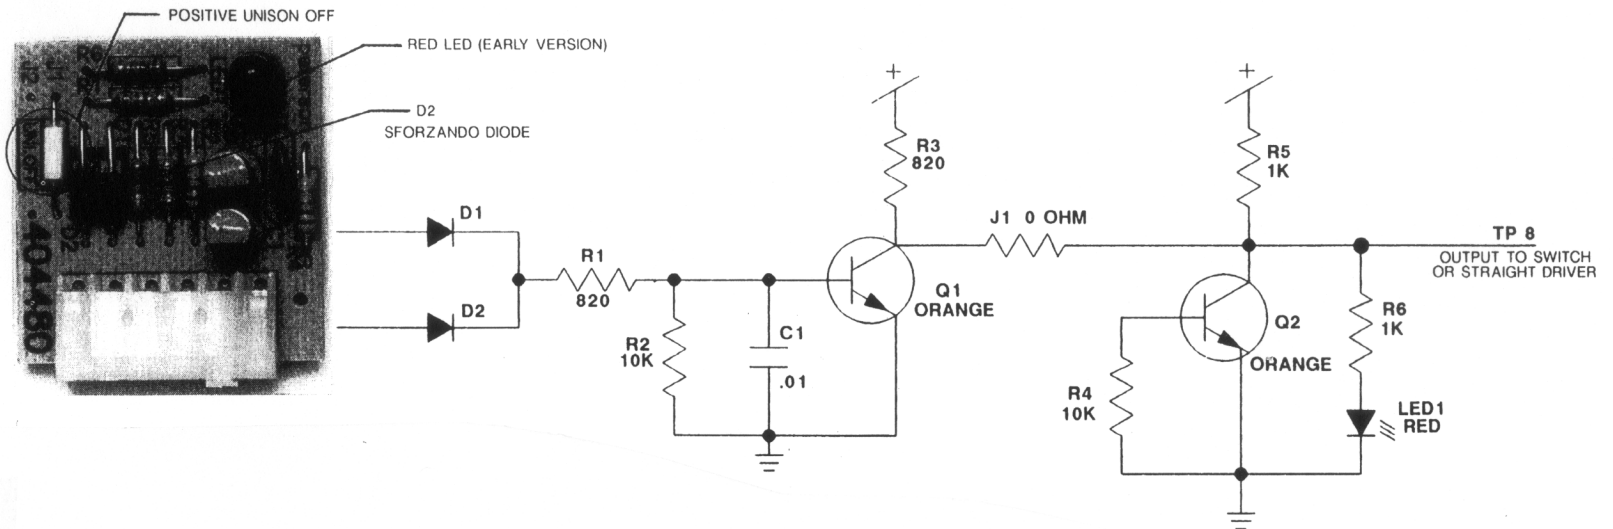 POSITIVE UNISON OFF
RED LED (EARLY VERSION)
D2
SFORZANDO DIODE
R6
404480
D2
D1
D2
R1
820
R2
10K
C1
.01
+
R3
820
Q1
ORANGE
J1 0 OHM
+
R5
1K
Q2
ORANGE
R4
10K
R6
1K
LED1
RED
TP 8
OUTPUT TO SWITCH
OR STRAIGHT DRIVER